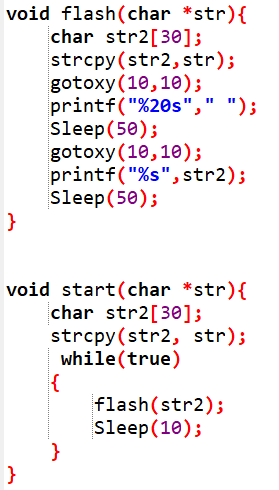 void flash(char *str){
char str2[30];
strcpy(str2,str);
gotoxy(10,10);
printf("%20s"," ");
Sleep(50);
gotoxy(10,10);
printf("%s",str2);
Sleep(50);
}
void start(char *str){
char str2[30];
strcpy(str2, str);
while(true)
{
flash(str2);
Sleep(10);
}
}